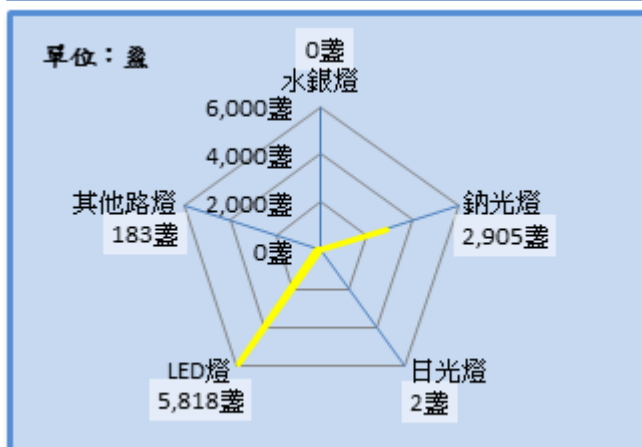 單位：盞
0盞
水銀燈
6,000盞
4,000盞
2,000盞
0盞
其他路燈
183盞
鈉光燈
2,905盞
LED燈
5,818盞
日光燈
2盞